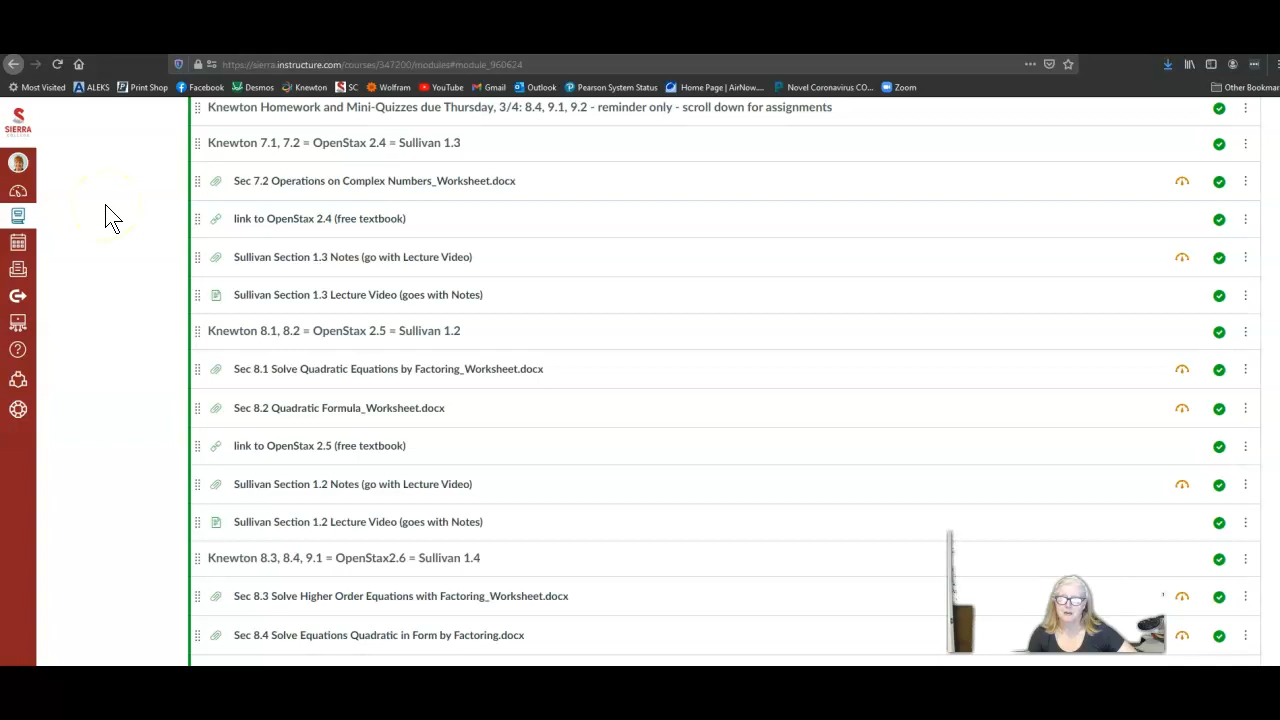 https://sierra.instructure.com/courses/347200/modules#module_960624
Most Visited ALEKS Print Shop Facebook Desmos Knewton SC Wolfram YouTube Gmail Outlook Pearson System Status Home Page | AirNow.... Novel Coronavirus CO... Zoom Other Bookmar
SIERRA
COLLEGE
Knewton Homework and Mini-Quizzes due Thursday, 3/4: 8.4, 9.1, 9.2 - reminder only - scroll down for assignments
Knewton 7.1, 7.2 = OpenStax 2.4 = Sullivan 1.3
Sec 7.2 Operations on Complex Numbers_Worksheet.docx
link to OpenStax 2.4 (free textbook)
Sullivan Section 1.3 Notes (go with Lecture Video)
Sullivan Section 1.3 Lecture Video (goes with Notes)
Knewton 8.1, 8.2 = OpenStax 2.5 = Sullivan 1.2
Sec 8.1 Solve Quadratic Equations by Factoring_Worksheet.docx
Sec 8.2 Quadratic Formula_Worksheet.docx
link to OpenStax 2.5 (free textbook)
Sullivan Section 1.2 Notes (go with Lecture Video)
Sullivan Section 1.2 Lecture Video (goes with Notes)
Knewton 8.3, 8.4, 9.1 = OpenStax2.6 = Sullivan 1.4
Sec 8.3 Solve Higher Order Equations with Factoring_Worksheet.docx
Sec 8.4 Solve Equations Quadratic in Form by Factoring.docx